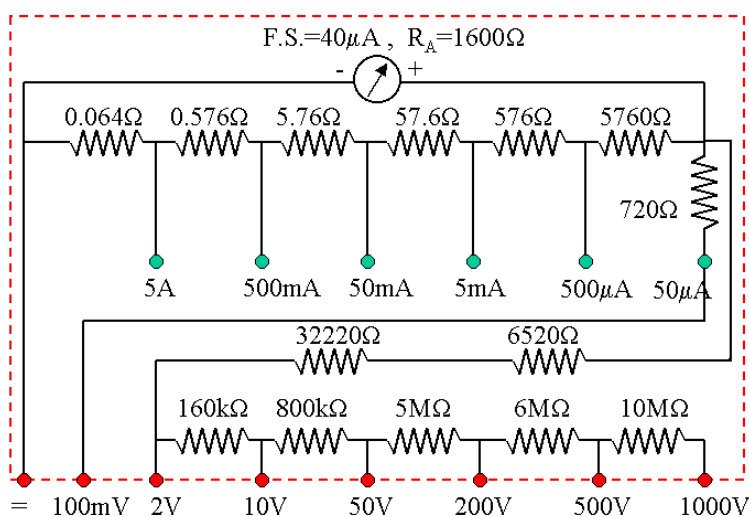 F.S.=40µA , R_A=1600Ω
- +
0.064Ω 0.576Ω 5.76Ω 57.6Ω 576Ω 5760Ω
720Ω
5A 500mA 50mA 5mA 500µA 50µA
32220Ω 6520Ω
160kΩ 800kΩ 5MΩ 6MΩ 10MΩ
= 100mV 2V 10V 50V 200V 500V 1000V